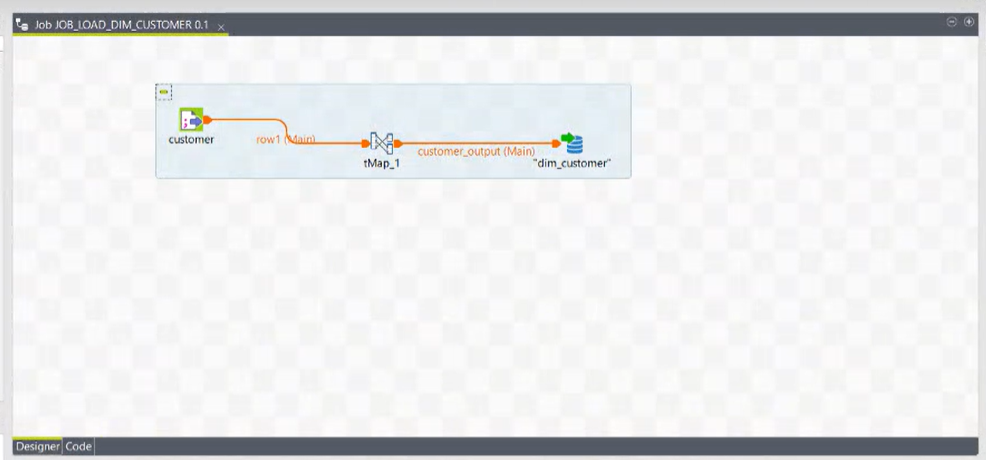 Job JOB_LOAD_DIM_CUSTOMER 0.1
customer
row1 (Main)
tMap_1
customer_output (Main)
"dim_customer"
Designer
Code